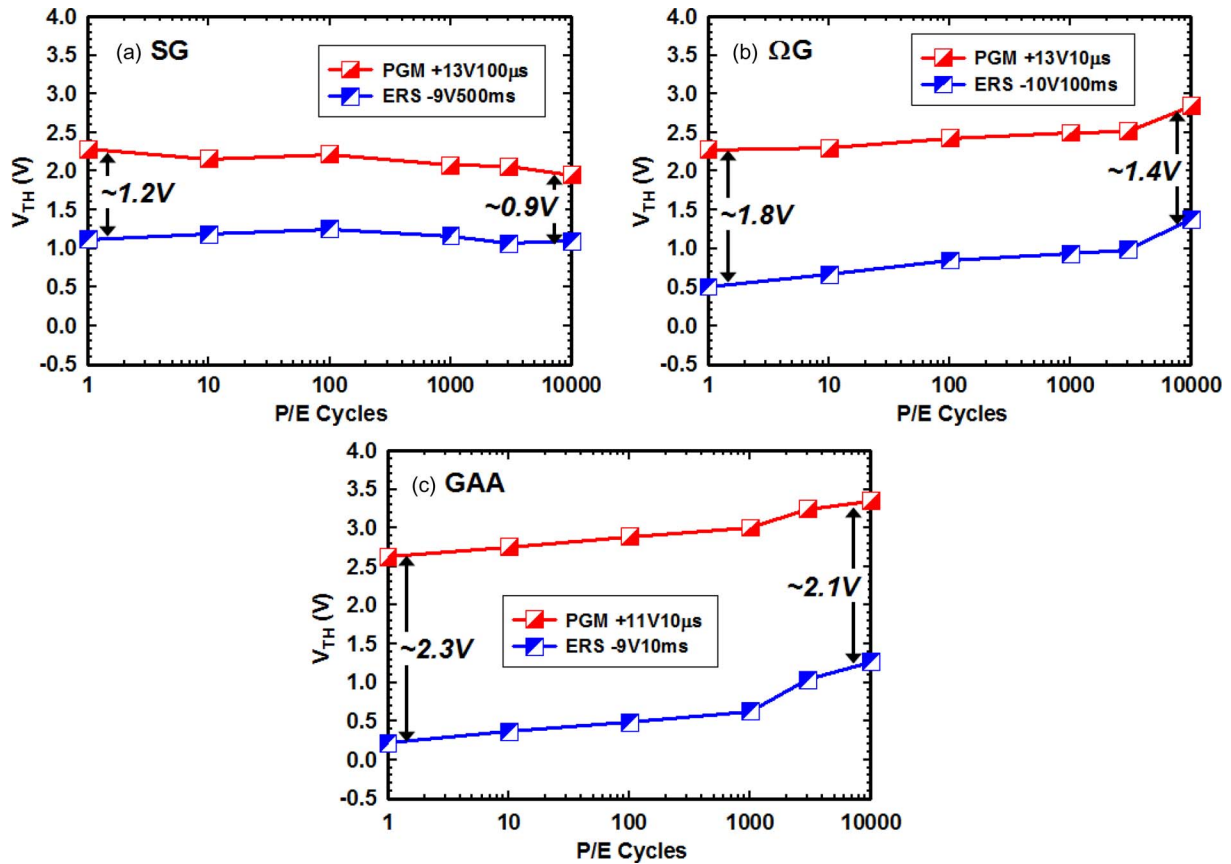 (a) SG
PGM +13V100μs
ERS -9V500ms
~1.2V
~0.9V
V_TH (V)
4.0
3.5
3.0
2.5
2.0
1.5
1.0
0.5
0.0
-0.5
1 10 100 1000 10000
P/E Cycles
(b) ΩG
PGM +13V10μs
ERS -10V100ms
~1.8V
~1.4V
V_TH (V)
4.0
3.5
3.0
2.5
2.0
1.5
1.0
0.5
0.0
-0.5
1 10 100 1000 10000
P/E Cycles
(c) GAA
PGM +11V10μs
ERS -9V10ms
~2.3V
~2.1V
V_TH (V)
4.0
3.5
3.0
2.5
2.0
1.5
1.0
0.5
0.0
-0.5
1 10 100 1000 10000
P/E Cycles